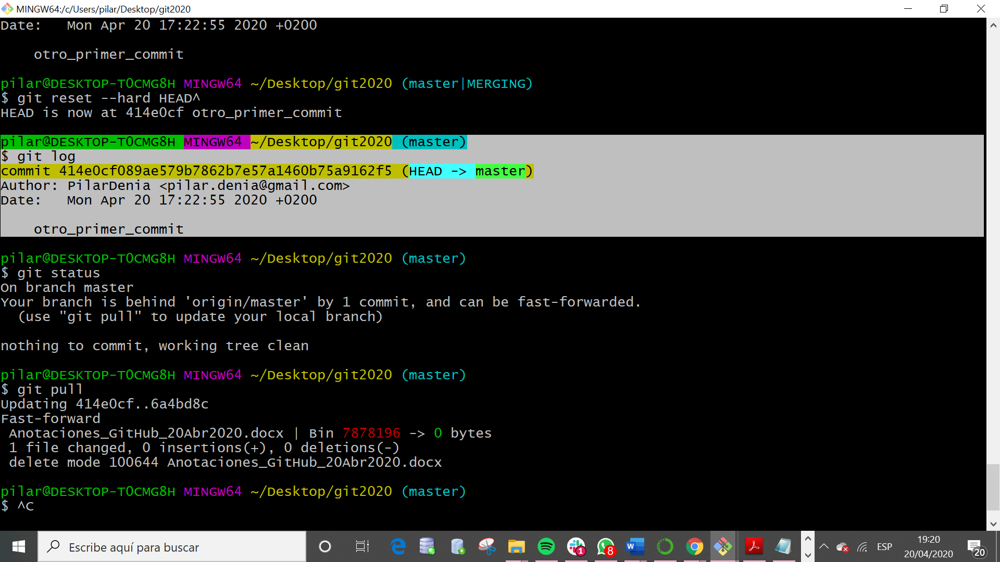 MINGW64:/c/Users/pilar/Desktop/git2020
Date:   Mon Apr 20 17:22:55 2020 +0200
    otro_primer_commit
pilar@DESKTOP-T0CMG8H MINGW64 ~/Desktop/git2020 (master|MERGING)
$ git reset --hard HEAD^
HEAD is now at 414e0cf otro_primer_commit
pilar@DESKTOP-T0CMG8H MINGW64 ~/Desktop/git2020 (master)
$ git log
commit 414e0cf089ae579b7862b7e57a1460b75a9162f5 (HEAD -> master)
Author: PilarDenia <pilar.denia@gmail.com>
Date:   Mon Apr 20 17:22:55 2020 +0200
    otro_primer_commit
pilar@DESKTOP-T0CMG8H MINGW64 ~/Desktop/git2020 (master)
$ git status
On branch master
Your branch is behind 'origin/master' by 1 commit, and can be fast-forwarded.
  (use "git pull" to update your local branch)
nothing to commit, working tree clean
pilar@DESKTOP-T0CMG8H MINGW64 ~/Desktop/git2020 (master)
$ git pull
Updating 414e0cf..6a4bd8c
Fast-forward
 Anotaciones_GitHub_20Abr2020.docx | Bin 7878196 -> 0 bytes
 1 file changed, 0 insertions(+), 0 deletions(-)
 delete mode 100644 Anotaciones_GitHub_20Abr2020.docx
pilar@DESKTOP-T0CMG8H MINGW64 ~/Desktop/git2020 (master)
$ ^C
Escribe aquí para buscar
1
8
W
ESP
19:20
20/04/2020
20